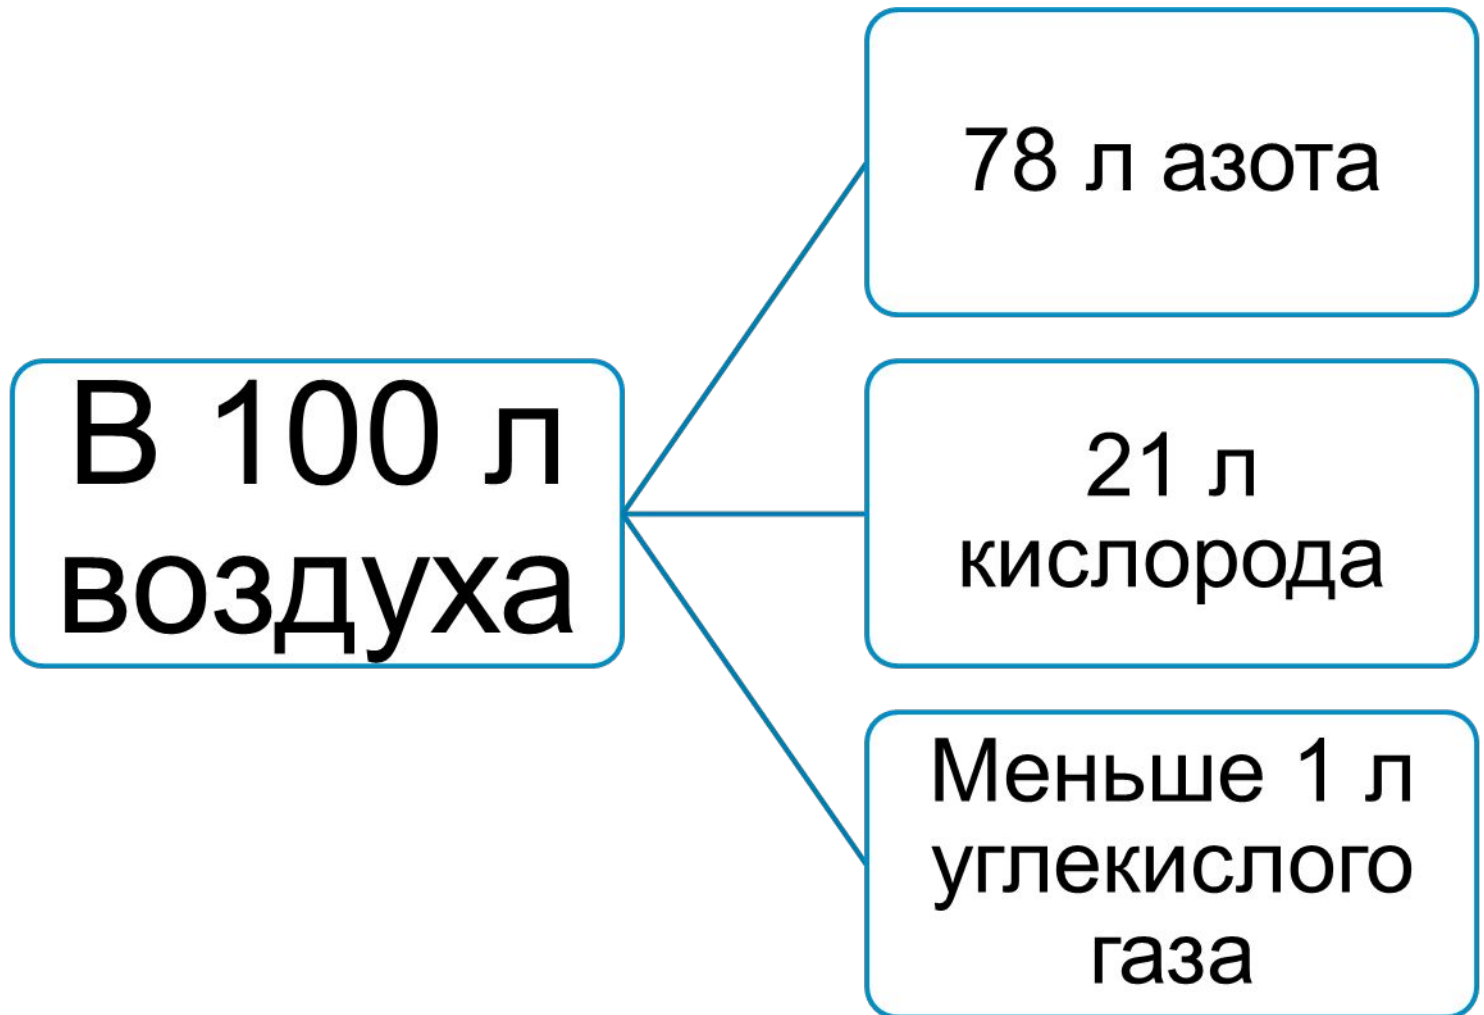 В 100 л
воздуха
78 л азота
21 л
кислорода
Меньше 1 л
углекислого
газа